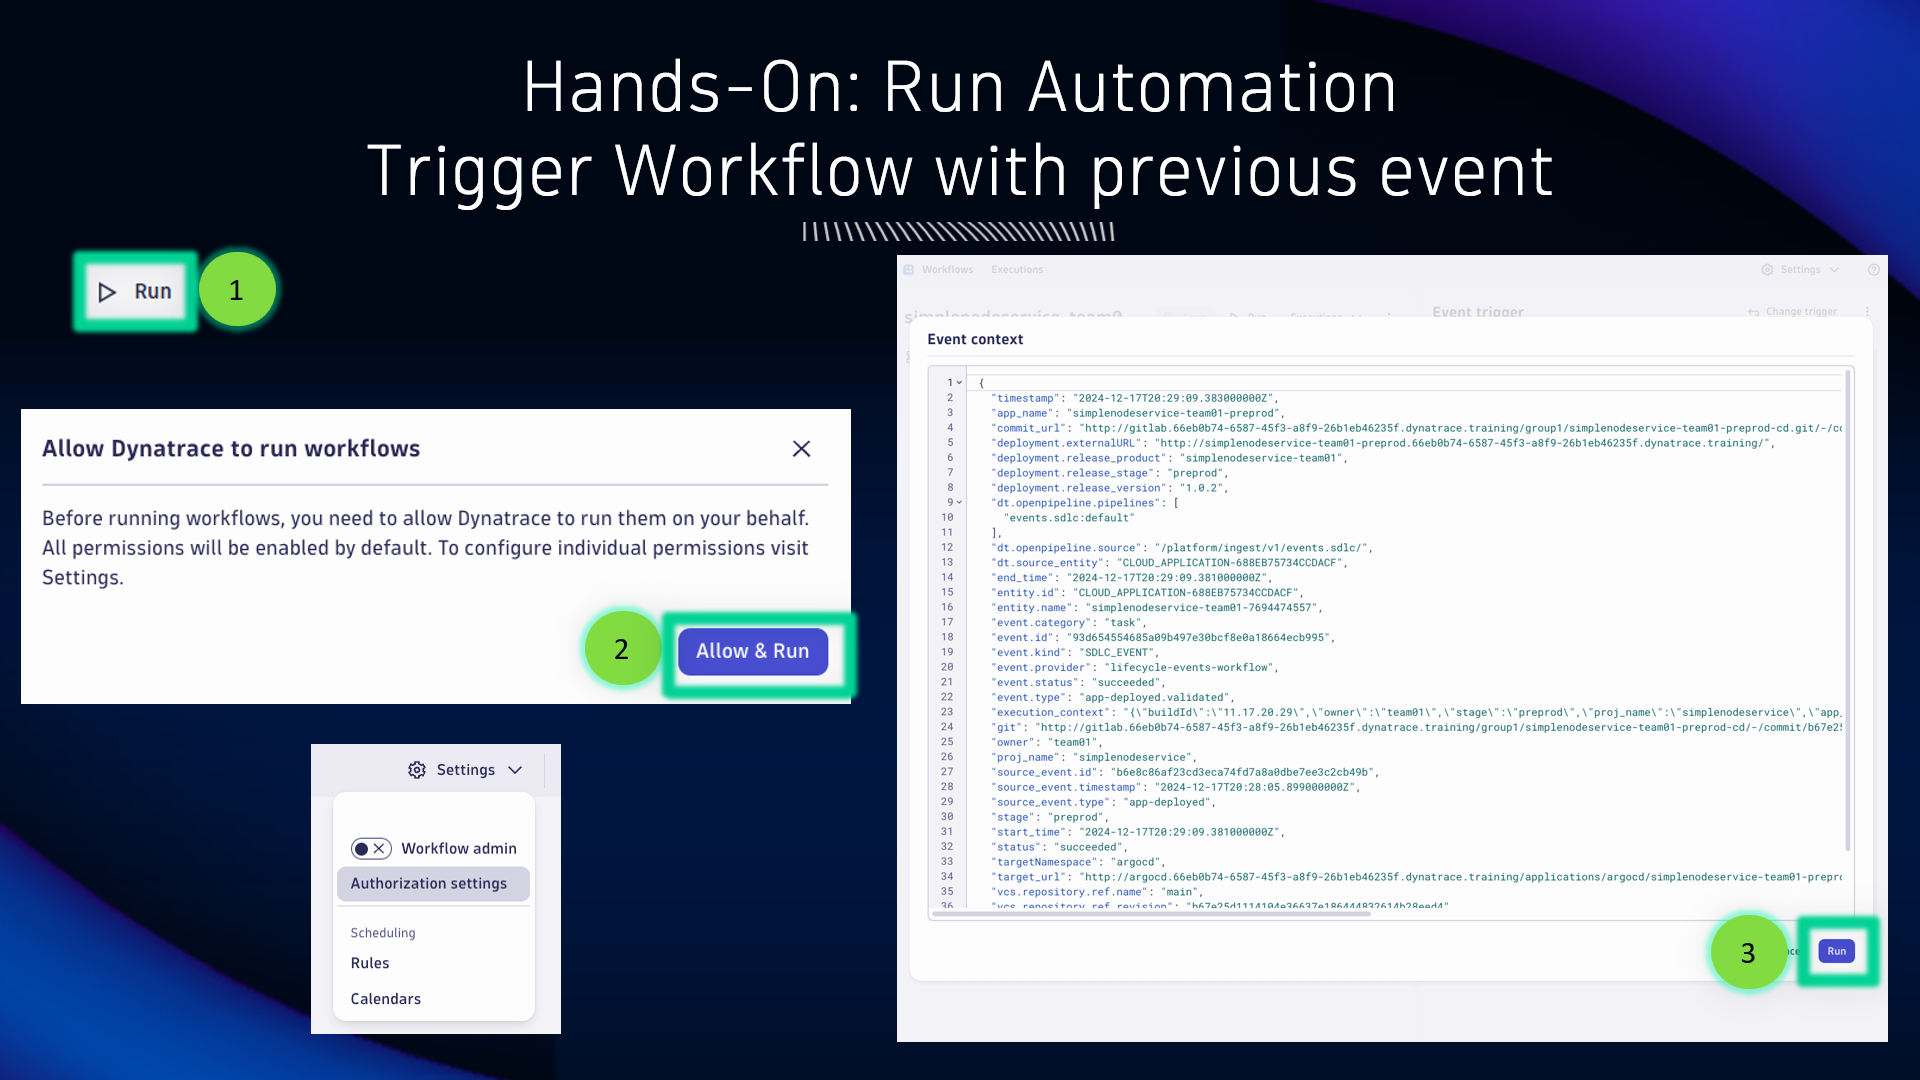 Hands-On: Run Automation
Trigger Workflow with previous event
Run
1
Allow Dynatrace to run workflows
Before running workflows, you need to allow Dynatrace to run them on your behalf.
All permissions will be enabled by default. To configure individual permissions visit
Settings.
2
Allow & Run
Settings
Workflow admin
Authorization settings
Scheduling
Rules
Calendars
Workflows Executions Settings
Event trigger Change trigger
Event context
1 {
2 "timestamp": "2024-12-17T20:29:09.383000000Z",
3 "app_name": "simplenodeservice-team01-preprod",
4 "commit_url": "http://gitlab.66eb0b74-6587-45f3-a8f9-26b1eb46235f.dynatrace.training/group1/simplenodeservice-team01-preprod-cd.git/-/co
5 "deployment.externalURL": "http://simplenodeservice-team01-preprod.66eb0b74-6587-45f3-a8f9-26b1eb46235f.dynatrace.training/",
6 "deployment.release_product": "simplenodeservice-team01",
7 "deployment.release_stage": "preprod",
8 "deployment.release_version": "1.0.2",
9 "dt.openpipeline.pipelines": [
10 "events.sdlc:default"
11 ],
12 "dt.openpipeline.source": "/platform/ingest/v1/events.sdlc/",
13 "dt.source_entity": "CLOUD_APPLICATION-688EB75734CCDACF",
14 "end_time": "2024-12-17T20:29:09.381000000Z",
15 "entity.id": "CLOUD_APPLICATION-688EB75734CCDACF",
16 "entity.name": "simplenodeservice-team01-7694474557",
17 "event.category": "task",
18 "event.id": "93d654554685a09b497e30bcf8e0a18664ecb995",
19 "event.kind": "SDLC_EVENT",
20 "event.provider": "lifecycle-events-workflow",
21 "event.status": "succeeded",
22 "event.type": "app-deployed.validated",
23 "execution_context": "{\"buildId\":\"11.17.20.29\",\"owner\":\"team01\",\"stage\":\"preprod\",\"proj_name\":\"simplenodeservice\",\"app_
24 "git": "http://gitlab.66eb0b74-6587-45f3-a8f9-26b1eb46235f.dynatrace.training/group1/simplenodeservice-team01-preprod-cd/-/commit/b67e25
25 "owner": "team01",
26 "proj_name": "simplenodeservice",
27 "source_event.id": "b6e8c86af23cd3eca74fd7a8a0dbe7ee3c2cb49b",
28 "source_event.timestamp": "2024-12-17T20:28:05.899000000Z",
29 "source_event.type": "app-deployed",
30 "stage": "preprod",
31 "start_time": "2024-12-17T20:29:09.381000000Z",
32 "status": "succeeded",
33 "targetNamespace": "argocd",
34 "target_url": "http://argocd.66eb0b74-6587-45f3-a8f9-26b1eb46235f.dynatrace.training/applications/argocd/simplenodeservice-team01-prepro
35 "vcs.repository.ref.name": "main",
36 "vcs.repository.ref.revision":
3
Run